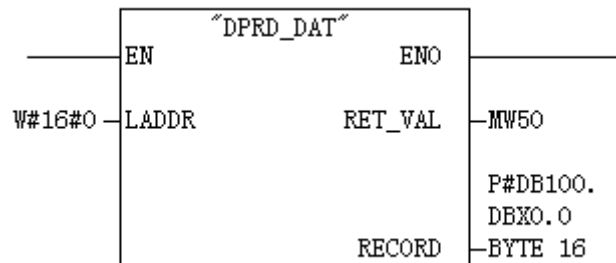 "DPRD_DAT"
EN ENO
W#16#0 LADDR RET_VAL MW50
P#DB100.
DBX0.0
RECORD BYTE 16